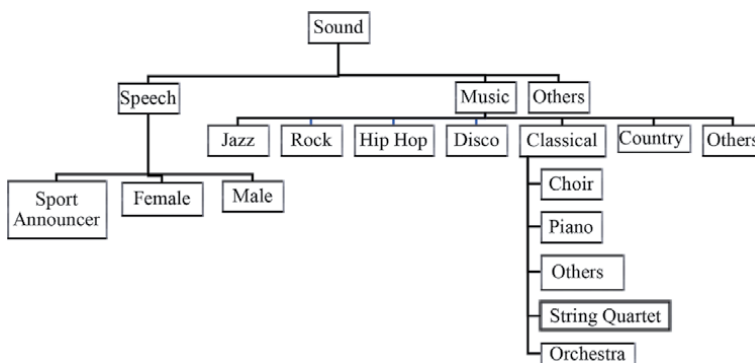 Sound
Speech
Music
Others
Jazz
Rock
Hip Hop
Disco
Classical
Country
Others
Sport
Announcer
Female
Male
Choir
Piano
Others
String Quartet
Orchestra